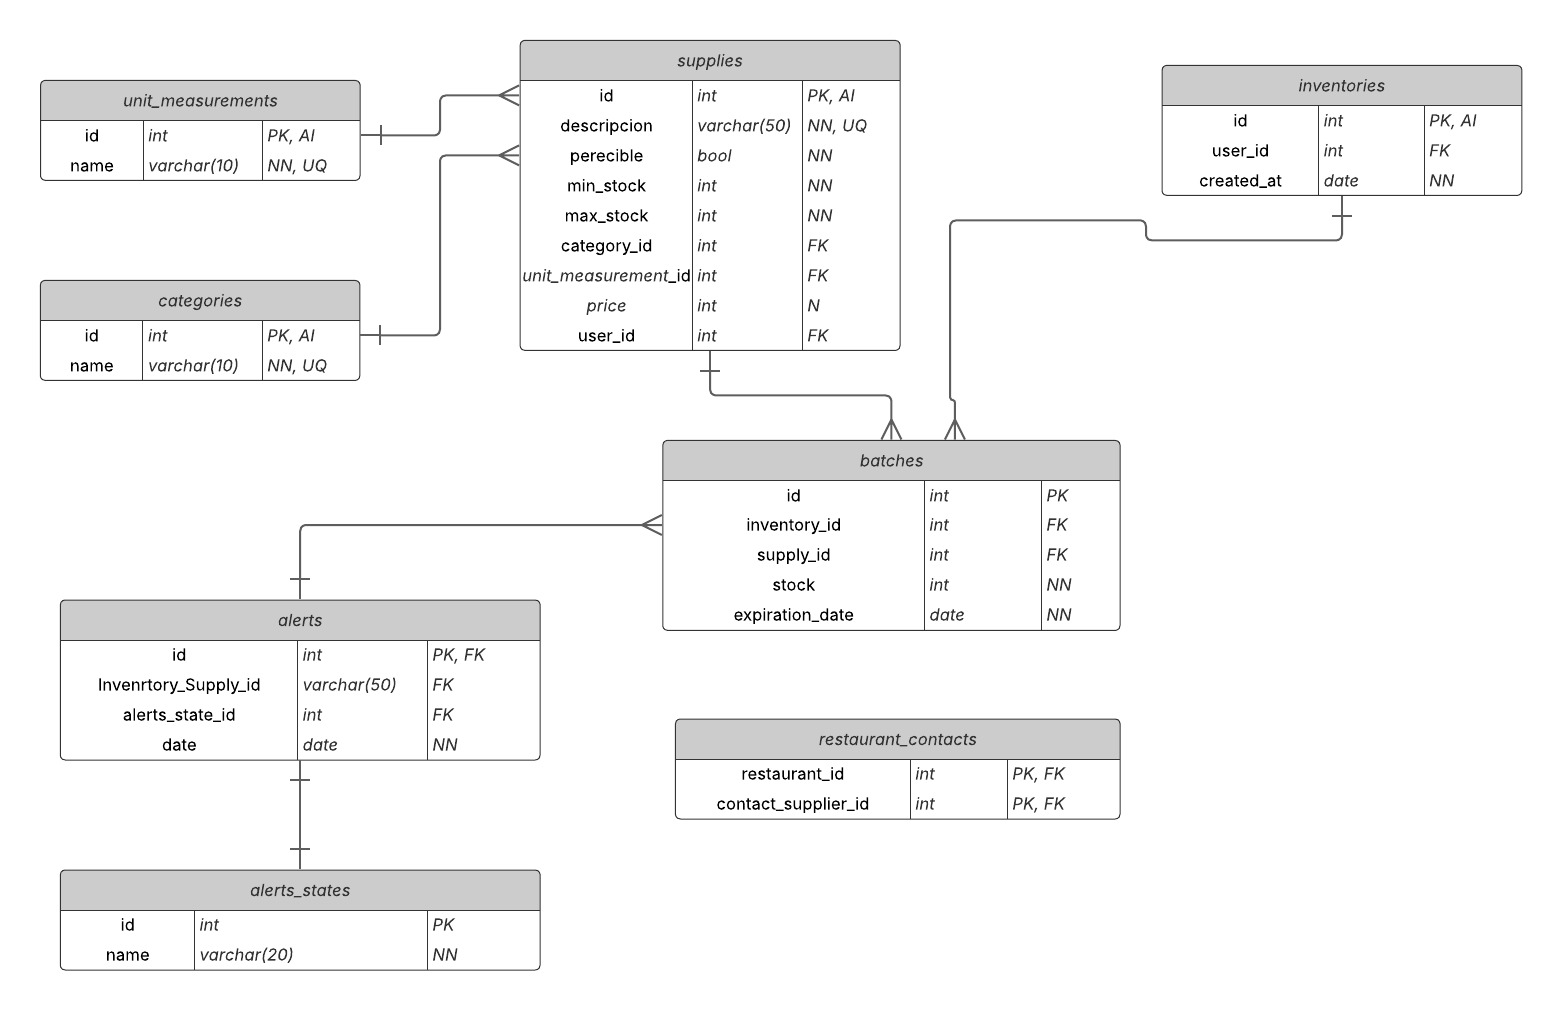 unit_measurements
id int PK, AI
name varchar(10) NN, UQ
categories
id int PK, AI
name varchar(10) NN, UQ
supplies
id int PK, AI
descripcion varchar(50) NN, UQ
perecible bool NN
min_stock int NN
max_stock int NN
category_id int FK
unit_measurement_id int FK
price int N
user_id int FK
inventories
id int PK, AI
user_id int FK
created_at date NN
batches
id int PK
inventory_id int FK
supply_id int FK
stock int NN
expiration_date date NN
alerts
id int PK, FK
Invenrtory_Supply_id varchar(50) FK
alerts_state_id int FK
date date NN
restaurant_contacts
restaurant_id int PK, FK
contact_supplier_id int PK, FK
alerts_states
id int PK
name varchar(20) NN